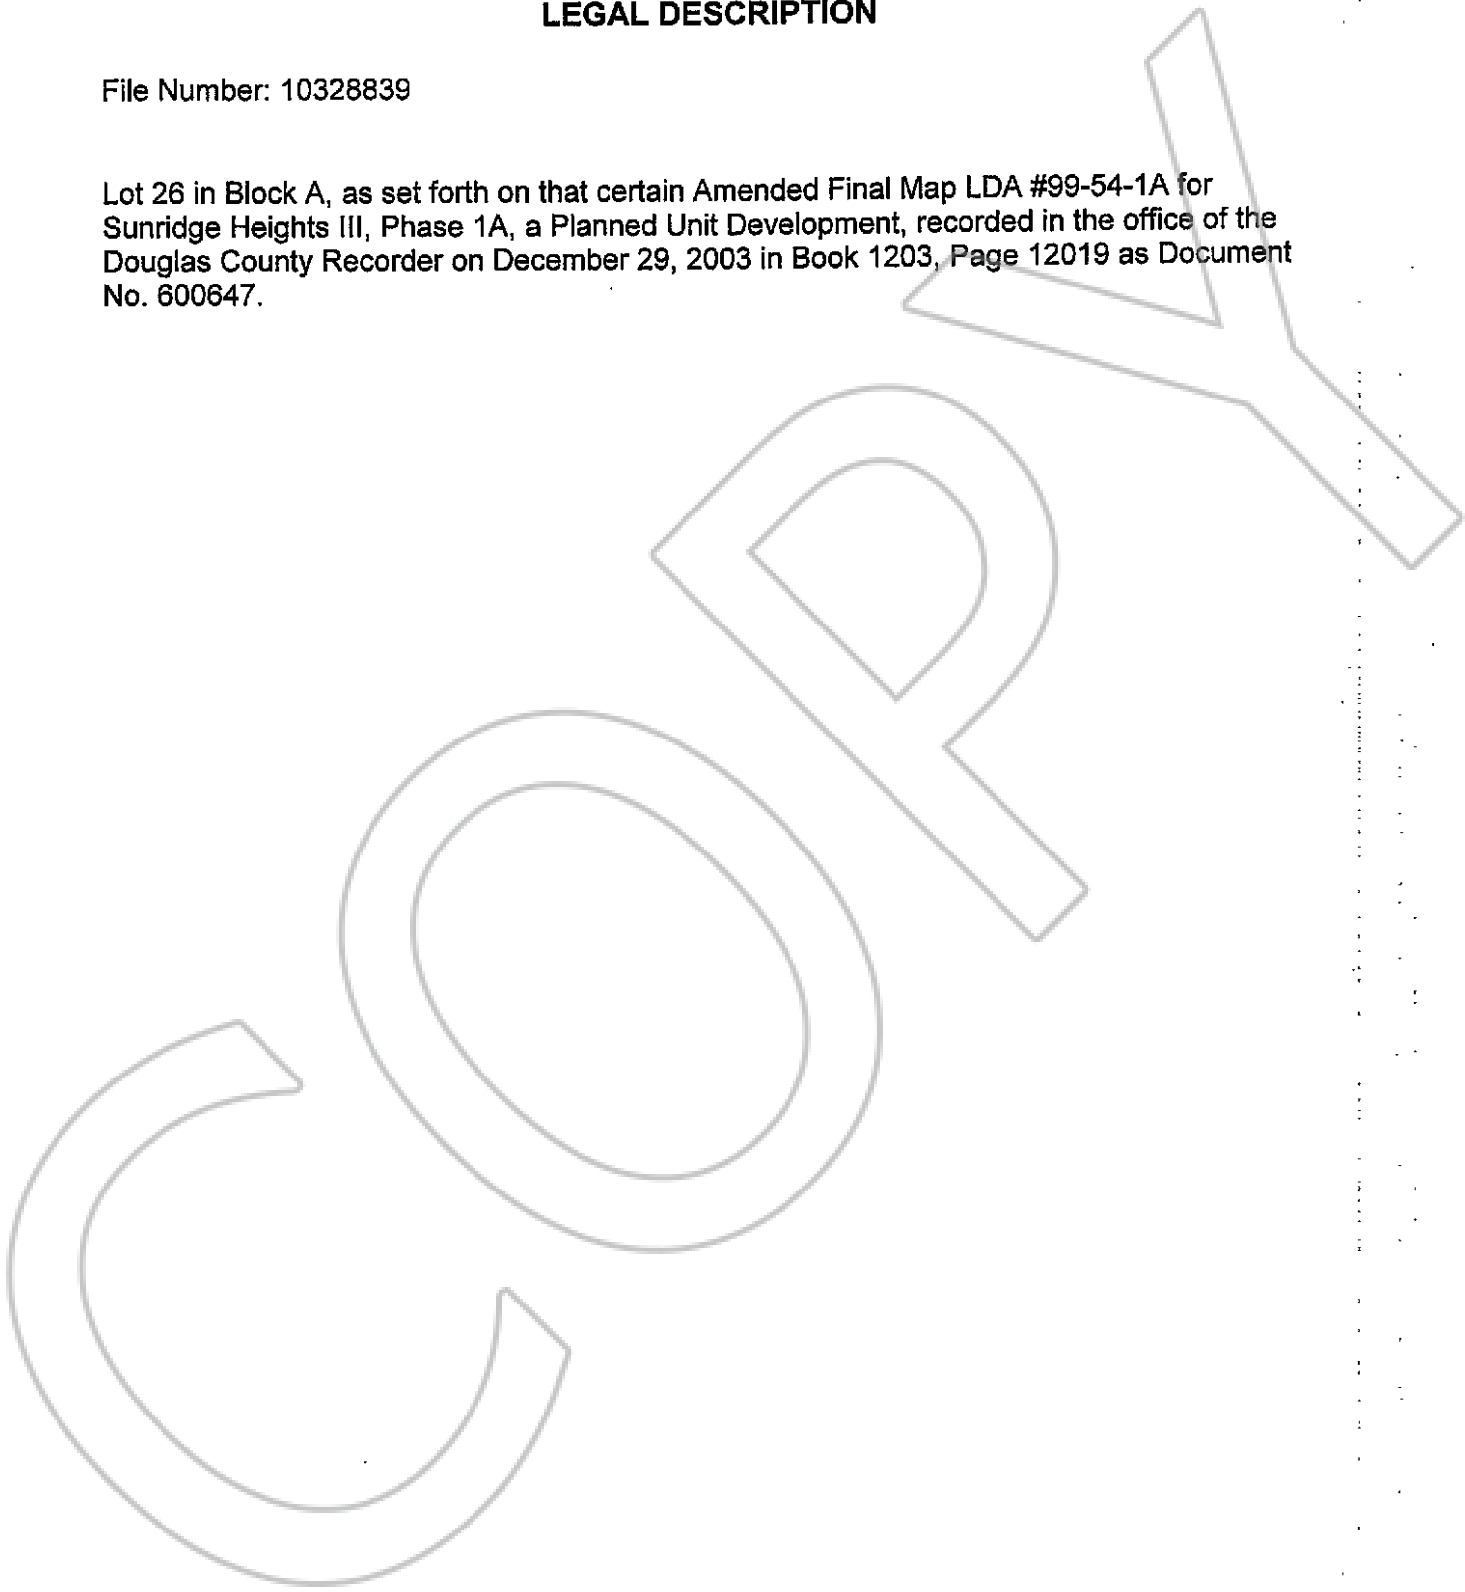 LEGAL DESCRIPTION
File Number: 10328839
Lot 26 in Block A, as set forth on that certain Amended Final Map LDA #99-54-1A for
Sunridge Heights III, Phase 1A, a Planned Unit Development, recorded in the office of the
Douglas County Recorder on December 29, 2003 in Book 1203, Page 12019 as Document
No. 600647.
COPY